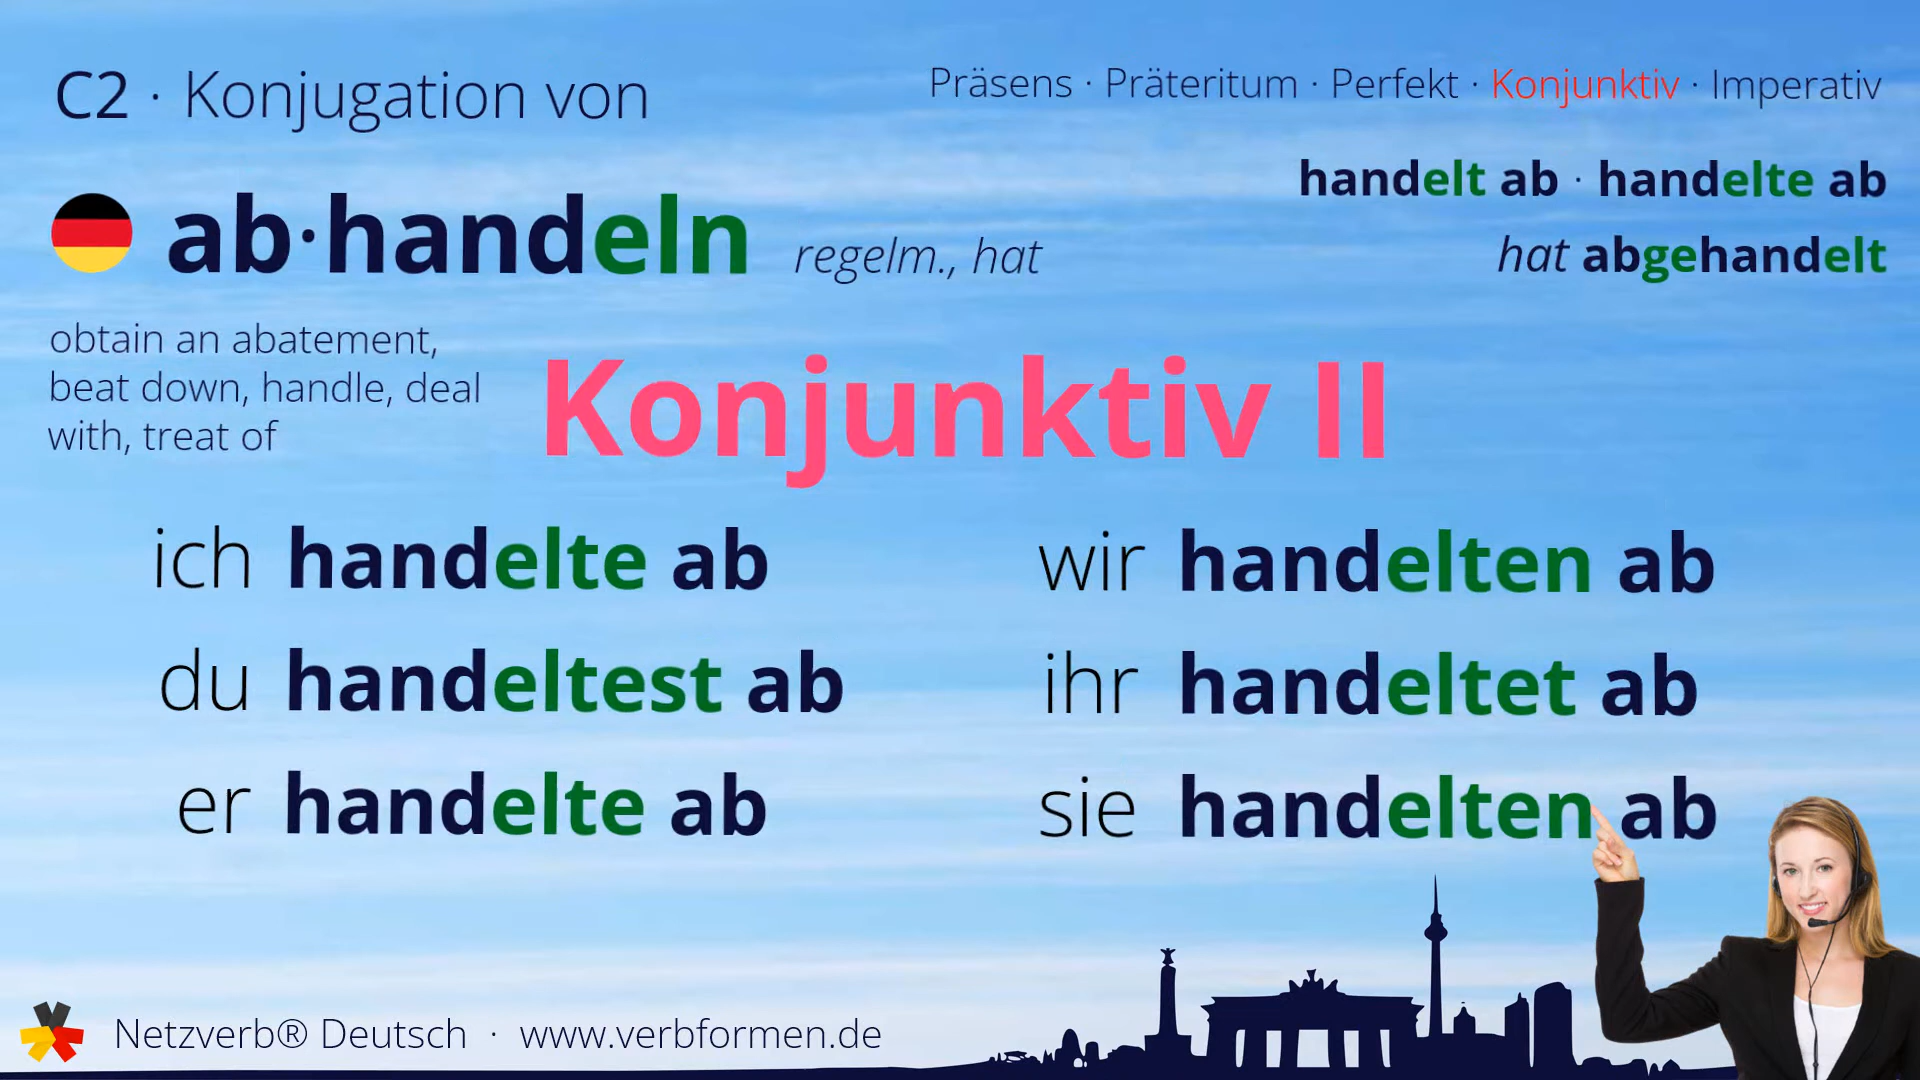 C2 · Konjugation von
Präsens · Präteritum · Perfekt · Konjunktiv · Imperativ
ab·handeln regelm., hat
handelt ab · handelte ab
hat abgehandelt
obtain an abatement,
beat down, handle, deal
with, treat of
Konjunktiv II
ich handelte ab
du handeltest ab
er handelte ab
wir handelten ab
ihr handeltet ab
sie handelten ab
Netzverb® Deutsch · www.verbformen.de